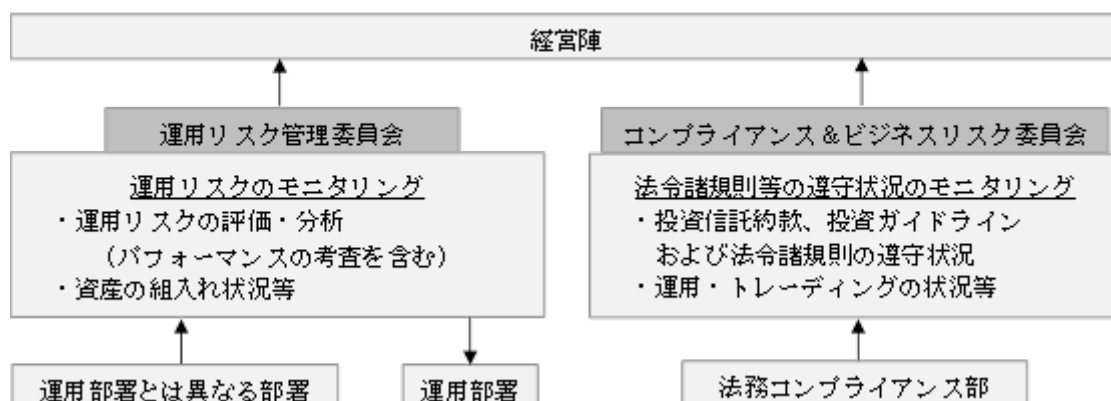 経営陣
運用リスク管理委員会
運用リスクのモニタリング
・運用リスクの評価・分析
（パフォーマンスの考査を含む）
・資産の組入れ状況等
運用部署とは異なる部署
運用部署
コンプライアンス＆ビジネスリスク委員会
法令諸規則等の遵守状況のモニタリング
・投資信託約款、投資ガイドライン
および法令諸規則の遵守状況
・運用・トレーディングの状況等
法務コンプライアンス部